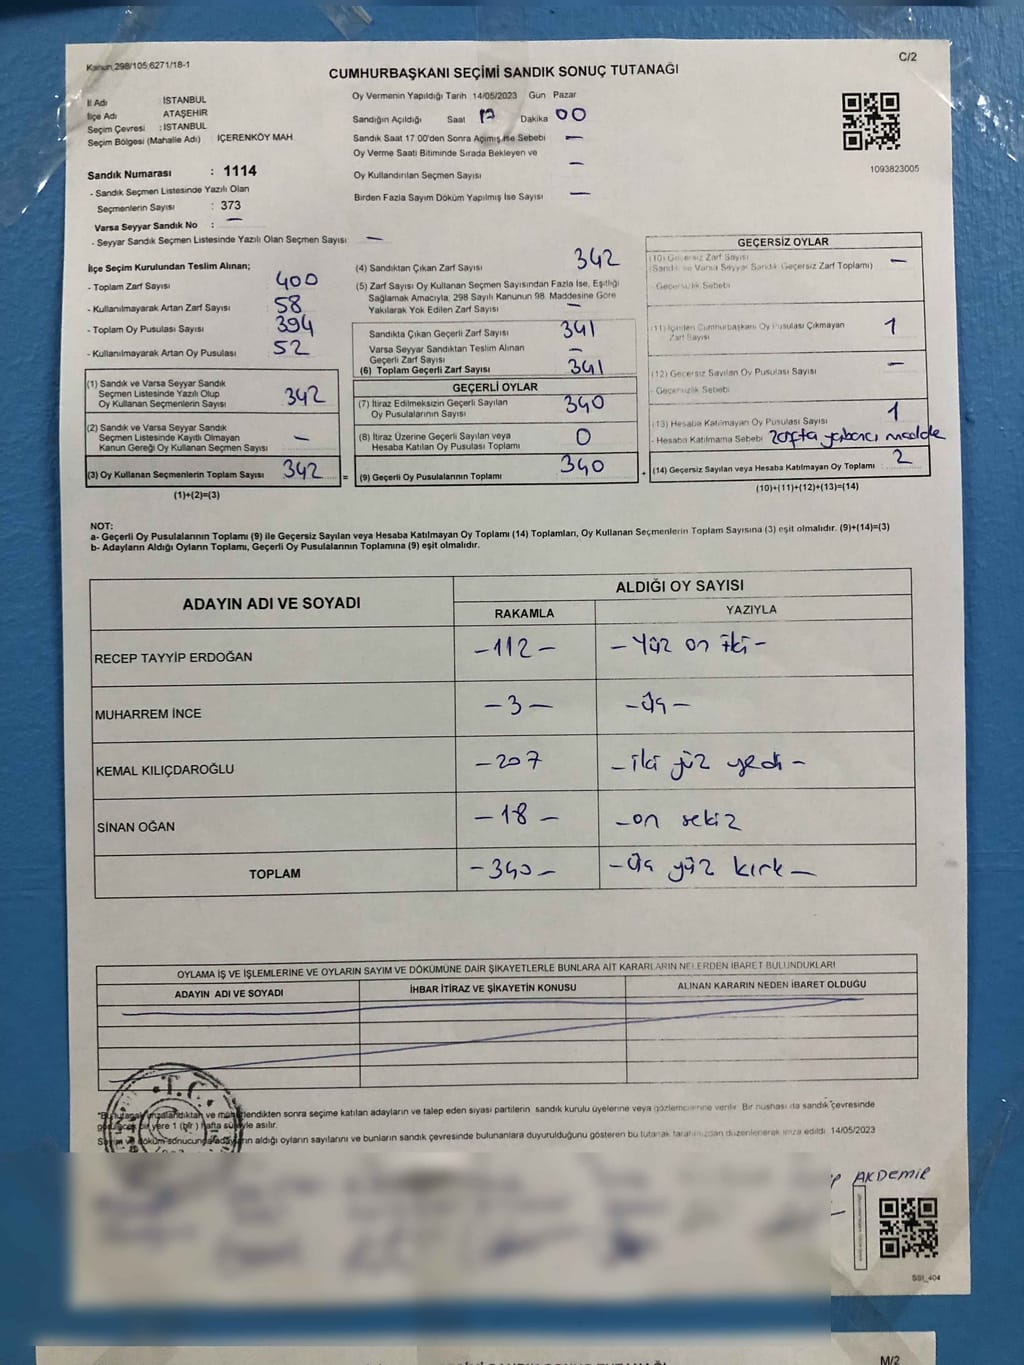 Kanun;298/105;6271/18-1
C/2
CUMHURBAŞKANI SEÇİMİ SANDIK SONUÇ TUTANAĞI
İl Adı İSTANBUL
İlçe Adı ATAŞEHİR
Seçim Çevresi : İSTANBUL
Seçim Bölgesi (Mahalle Adı) İÇERENKÖY MAH
Sandık Numarası : 1114
- Sandık Seçmen Listesinde Yazılı Olan
Seçmenlerin Sayısı : 373
Varsa Seyyar Sandık No : —
- Seyyar Sandık Seçmen Listesinde Yazılı Olan Seçmen Sayısı —
Oy Vermenin Yapıldığı Tarih 14/05/2023 Gün Pazar
Sandığın Açıldığı Saat 17 Dakika 00
Sandık Saat 17:00'den Sonra Açımış İse Sebebi —
Oy Verme Saati Bitiminde Sırada Bekleyen ve
Oy Kullandırılan Seçmen Sayısı —
Birden Fazla Sayım Döküm Yapılmış İse Sayısı —
1093823005
İlçe Seçim Kurulundan Teslim Alınan;
- Toplam Zarf Sayısı 400
- Kullanılmayarak Artan Zarf Sayısı 58
- Toplam Oy Pusulası Sayısı 394
- Kullanılmayarak Artan Oy Pusulası 52
(1) Sandık ve Varsa Seyyar Sandık
Seçmen Listesinde Yazılı Olup
Oy Kullanan Seçmenlerin Sayısı 342
(2) Sandık ve Varsa Seyyar Sandık
Seçmen Listesinde Kayıtlı Olmayan
Kanun Gereği Oy Kullanan Seçmen Sayısı —
(3) Oy Kullanan Seçmenlerin Toplam Sayısı 342 =
(1)+(2)=(3)
(4) Sandıktan Çıkan Zarf Sayısı 342
(5) Zarf Sayısı Oy Kullanan Seçmen Sayısından Fazla İse, Eşitliği
Sağlamak Amacıyla, 298 Sayılı Kanunun 98. Maddesine Göre
Yakılarak Yok Edilen Zarf Sayısı —
Sandıkta Çıkan Geçerli Zarf Sayısı 341
Varsa Seyyar Sandıktan Teslim Alınan
Geçerli Zarf Sayısı —
(6) Toplam Geçerli Zarf Sayısı 341
GEÇERLİ OYLAR
(7) İtiraz Edilmeksizin Geçerli Sayılan
Oy Pusulalarının Sayısı 340
(8) İtiraz Üzerine Geçerli Sayılan veya
Hesaba Katılan Oy Pusulası Toplamı 0
(9) Geçerli Oy Pusulalarının Toplamı 340 +
GEÇERSİZ OYLAR
(10) Geçersiz Zarf Sayısı —
(Sandık ve Varsa Seyyar Sandık Geçersiz Zarf Toplamı)
- Geçersizlik Sebebi
(11) İçinden Cumhurbaşkanı Oy Pusulası Çıkmayan
Zarf Sayısı 1
(12) Geçersiz Sayılan Oy Pusulası Sayısı —
- Geçersizlik Sebebi
(13) Hesaba Katılmayan Oy Pusulası Sayısı 1
- Hesaba Katılmama Sebebi zarfta yabancı madde
(14) Geçersiz Sayılan veya Hesaba Katılmayan Oy Toplamı : 2
(10)+(11)+(12)+(13)=(14)
NOT:
a- Geçerli Oy Pusulalarının Toplamı (9) ile Geçersiz Sayılan veya Hesaba Katılmayan Oy Toplamı (14) Toplamları, Oy Kullanan Seçmenlerin Toplam Sayısına (3) eşit olmalıdır. (9)+(14)=(3)
b- Adayların Aldığı Oyların Toplamı, Geçerli Oy Pusulalarının Toplamına (9) eşit olmalıdır.
ADAYIN ADI VE SOYADI
ALDIĞI OY SAYISI
RAKAMLA YAZIYLA
RECEP TAYYİP ERDOĞAN -112- -Yüz on iki-
MUHARREM İNCE -3- -üç-
KEMAL KILIÇDAROĞLU -207 -iki yüz yedi-
SİNAN OĞAN -18- -on sekiz
TOPLAM -340- -üç yüz kırk-
OYLAMA İŞ VE İŞLEMLERİNE VE OYLARIN SAYIM VE DÖKÜMÜNE DAİR ŞİKAYETLERLE BUNLARA AİT KARARLARIN NELERDEN İBARET BULUNDUKLARI
ADAYIN ADI VE SOYADI İHBAR İTİRAZ VE ŞİKAYETİN KONUSU ALINAN KARARIN NEDEN İBARET OLDUĞU
T.C.
"Bu tutanak imzalandıktan ve mühürlendikten sonra seçime katılan adayların ve talep eden siyasi partilerin sandık kurulu üyelerine veya gözlemcilerine verilir. Bir nüshası da sandık çevresinde
görülecek bir yere 1 (bir) hafta süreyle asılır.
Sayım ve döküm sonucunda adayların aldığı oyların sayılarını ve bunların sandık çevresinde bulunanlara duyurulduğunu gösteren bu tutanak tarafımızdan düzenlenerek imza edildi. 14/05/2023
AKDEMİR
SSİ_404
M/2